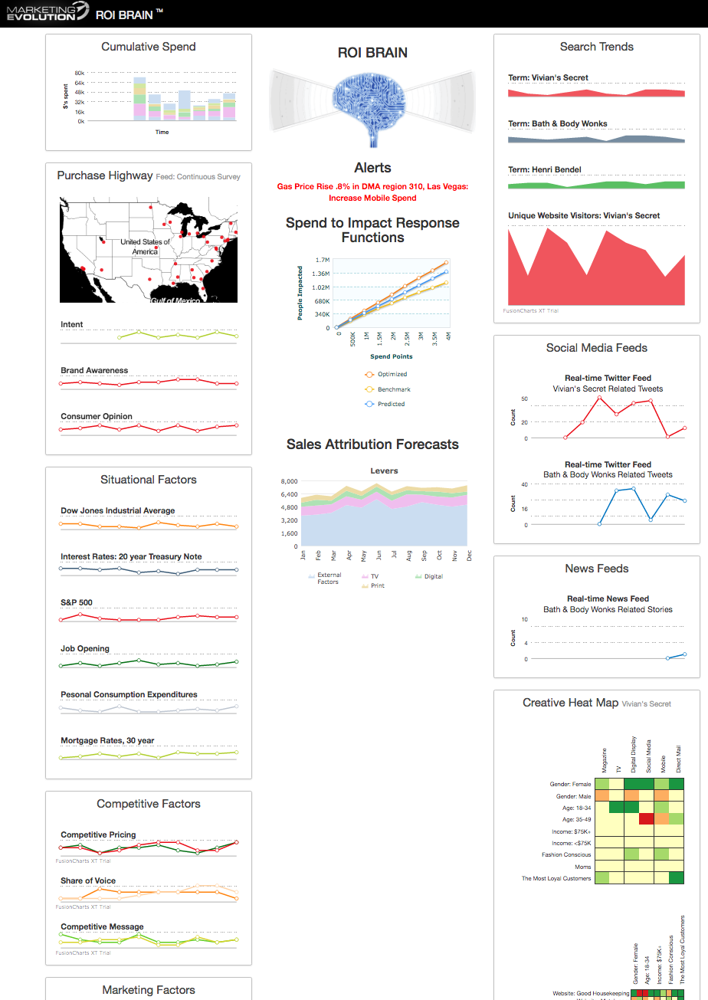 MARKETING
EVOLUTION
ROI BRAIN ™
Cumulative Spend
80k
64k
48k
32k
16k
0k
$'s spent
Time
Purchase Highway Feed: Continuous Survey
United States of
America
Gulf of Mexico
Intent
Brand Awareness
Consumer Opinion
Situational Factors
Dow Jones Industrial Average
Interest Rates: 20 year Treasury Note
S&P 500
Job Opening
Pesonal Consumption Expenditures
Mortgage Rates, 30 year
Competitive Factors
Competitive Pricing
FusionCharts XT Trial
Share of Voice
FusionCharts XT Trial
Competitive Message
FusionCharts XT Trial
Marketing Factors
ROI BRAIN
Alerts
Gas Price Rise .8% in DMA region 310, Las Vegas:
Increase Mobile Spend
Spend to Impact Response
Functions
People Impacted
1.7M
1.36M
1.02M
680K
340K
0
0
500K
1M
1.5M
2M
2.5M
3M
3.5M
4M
Spend Points
Optimized
Benchmark
Predicted
Sales Attribution Forecasts
Levers
8,000
6,400
4,800
3,200
1,600
0
Jan
Feb
Mar
Apr
May
Jun
Jul
Aug
Sep
Oct
Nov
Dec
External
Factors
TV
Digital
Print
Search Trends
Term: Vivian's Secret
Term: Bath & Body Wonks
Term: Henri Bendel
Unique Website Visitors: Vivian's Secret
FusionCharts XT Trial
Social Media Feeds
Real-time Twitter Feed
Vivian's Secret Related Tweets
50
20
0
Count
Real-time Twitter Feed
Bath & Body Wonks Related Tweets
40
16
0
Count
News Feeds
Real-time News Feed
Bath & Body Wonks Related Stories
10
4
0
Count
Creative Heat Map Vivian's Secret
Magazine
TV
Digital Display
Social Media
Mobile
Direct Mail
Gender: Female
Gender: Male
Age: 18-34
Age: 35-49
Income: $75K+
Income: <$75K
Fashion Conscious
Moms
The Most Loyal Customers
Gender: Female
Age: 18-34
Income: $75K+
Fashion Conscious
The Most Loyal Customers
Website: Good Housekeeping